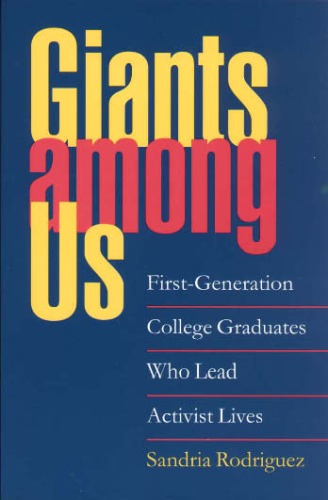 Giants
among
Us
First-Generation
College Graduates
Who Lead
Activist Lives
Sandria Rodriguez